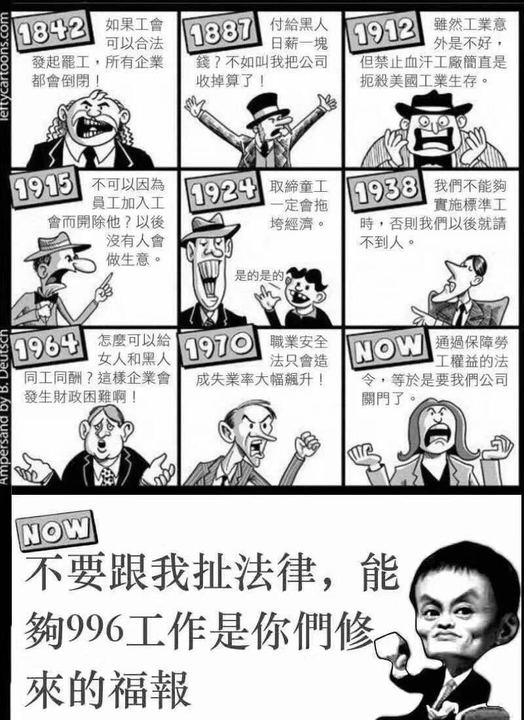 leftycartoons.com
1842
如果工會
可以合法
發起罷工，所有企業
都會倒閉！
1887
付給黑人
日薪一塊
錢？不如叫我把公司
收掉算了！
1912
雖然工業意
外是不好，
但禁止血汗工廠簡直是
扼殺美國工業生存。
1915
不可以因為
員工加入工
會而開除他？以後
沒有人會
做生意。
1924
取締童工
一定會拖
垮經濟。
是的是的
1938
我們不能夠
實施標準工
時，否則我們以後就請
不到人。
Ampersand by B. Deutsch
1964
怎麼可以給
女人和黑人
同工同酬？這樣企業會
發生財政困難啊！
1970
職業安全
法只會造
成失業率大幅飆升！
NOW
通過保障勞
工權益的法
令，等於是要我們公司
關門了。
NOW
不要跟我扯法律，能
夠996工作是你們修
來的福報